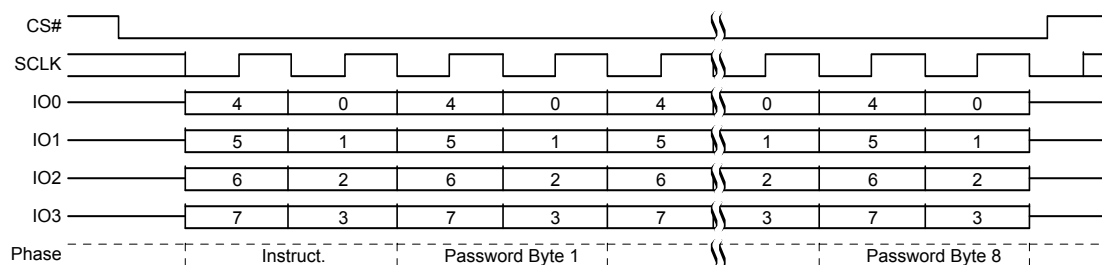 CS#
SCLK
IO0 4 0 4 0 4 0 4 0
IO1 5 1 5 1 5 1 5 1
IO2 6 2 6 2 6 2 6 2
IO3 7 3 7 3 7 3 7 3
Phase Instruct. Password Byte 1 Password Byte 8